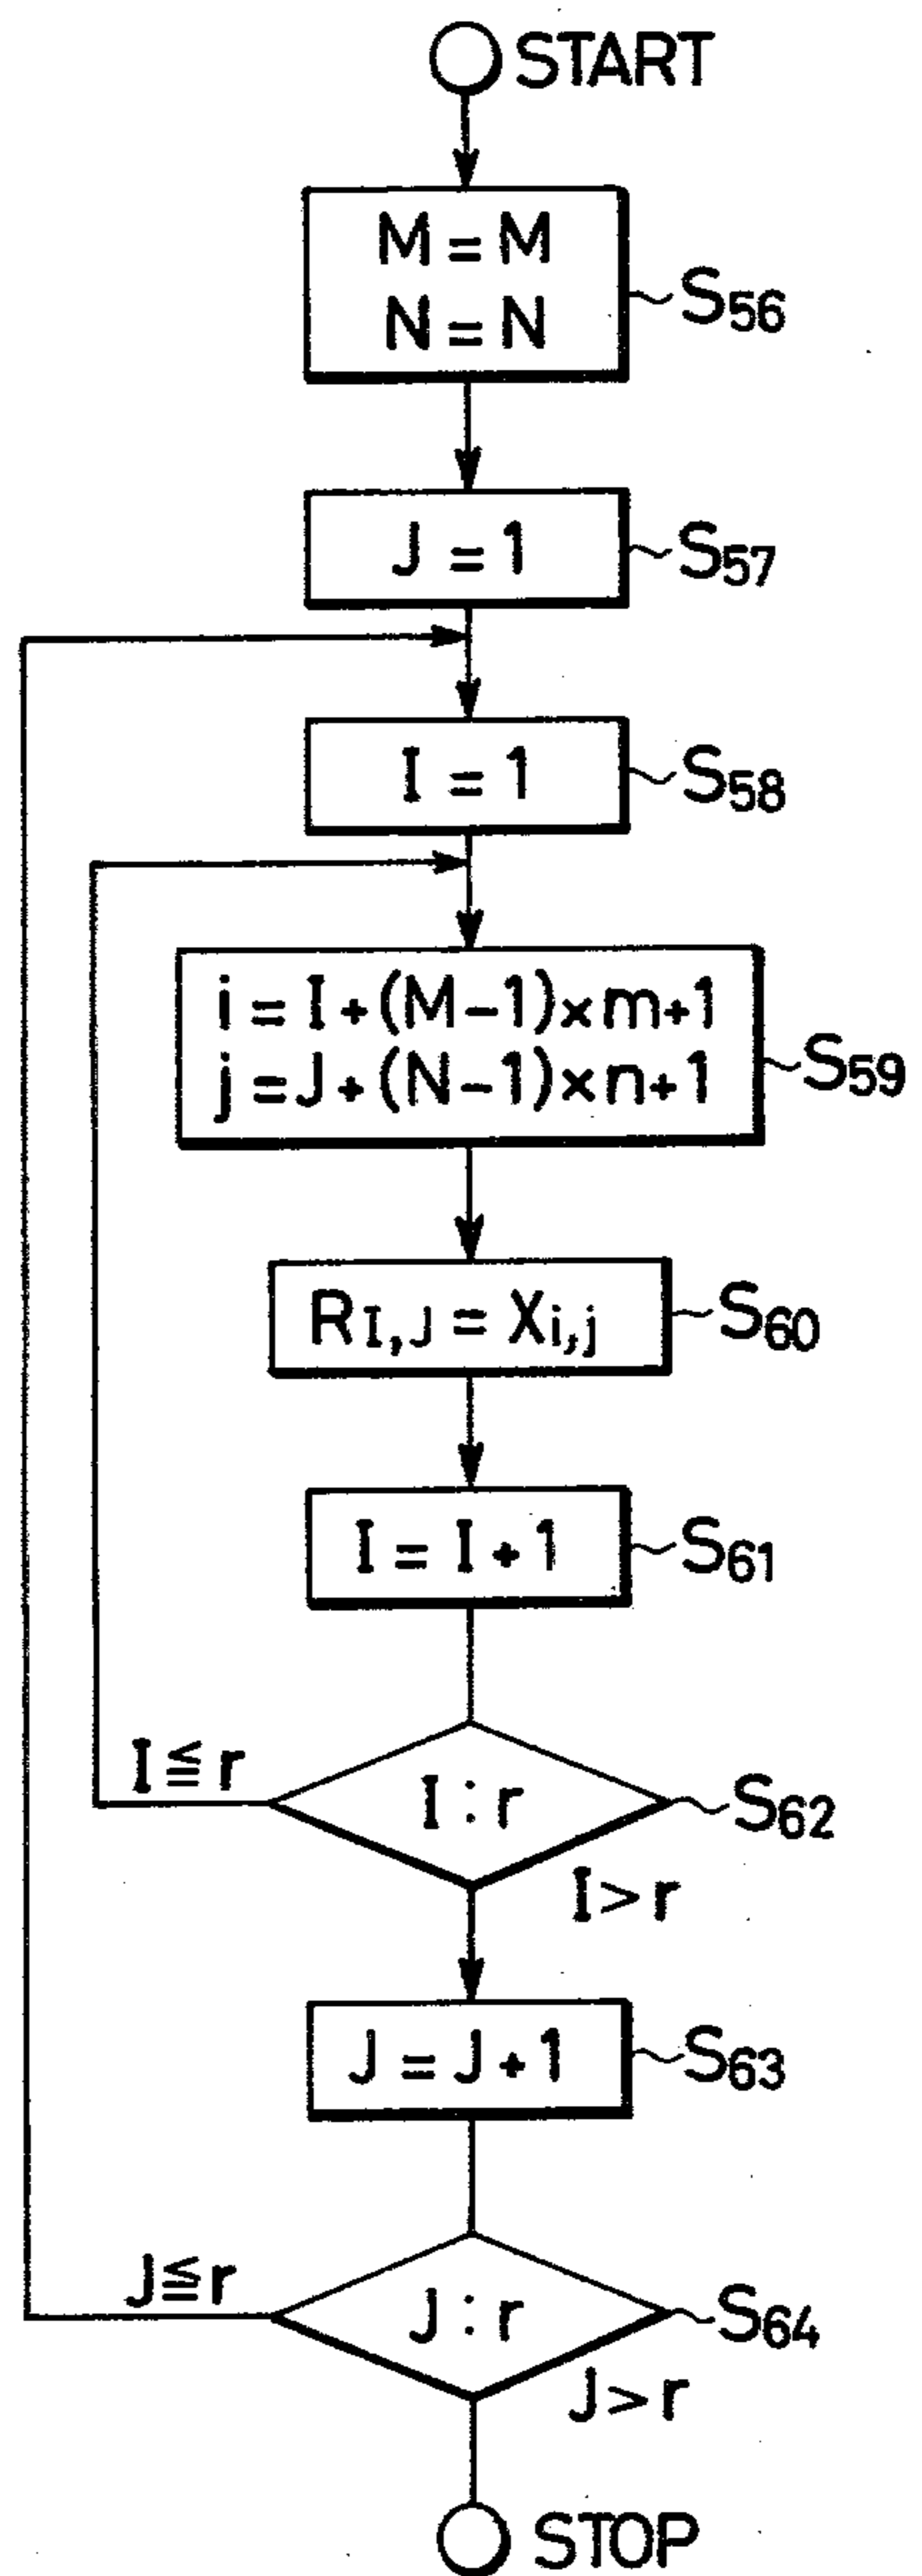 START
M = M
N = N
S56
J = 1
S57
I = 1
S58
i = I + (M-1) × m+1
j = J + (N-1) × n+1
S59
RI,J = Xi,j
S60
I = I + 1
S61
I ≦ r
I : r
S62
I > r
J = J + 1
S63
J ≦ r
J : r
S64
J > r
STOP